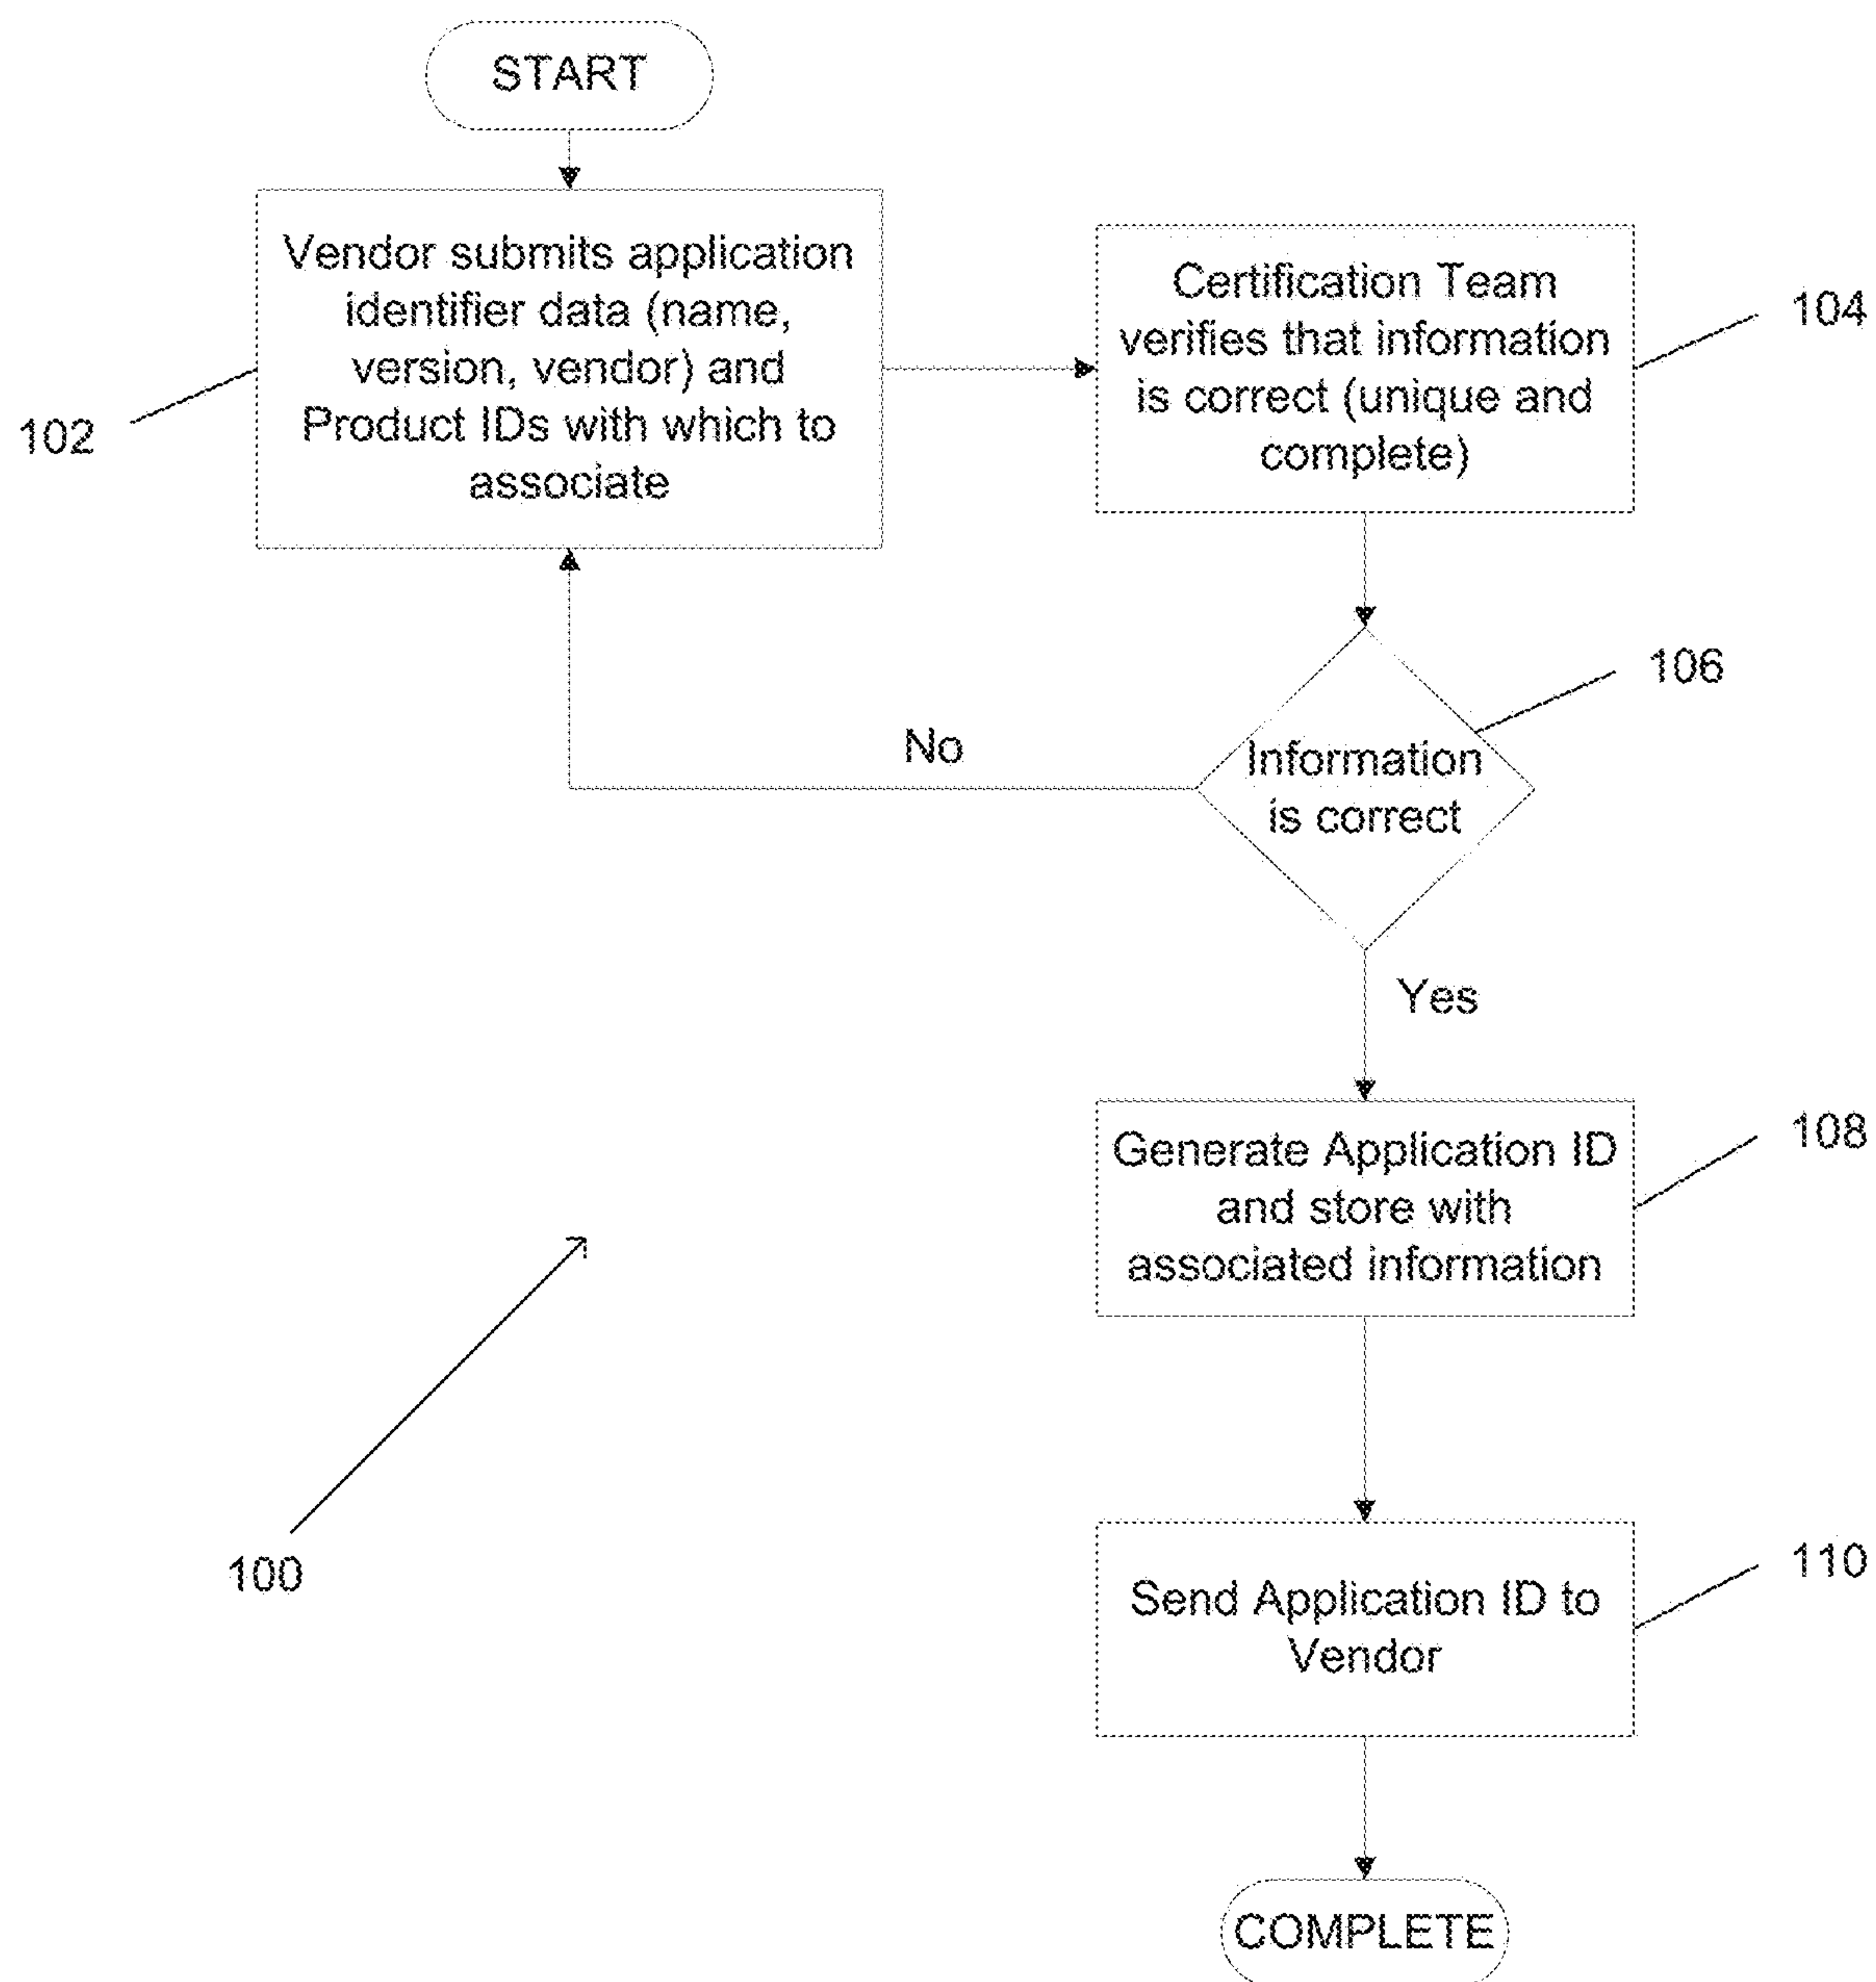 START
Vendor submits application
identifier data (name,
version, vendor) and
Product IDs with which to
associate
102
Certification Team
verifies that information
is correct (unique and
complete)
104
106
Information
is correct
No
Yes
Generate Application ID
and store with
associated information
108
100
Send Application ID to
Vendor
110
COMPLETE